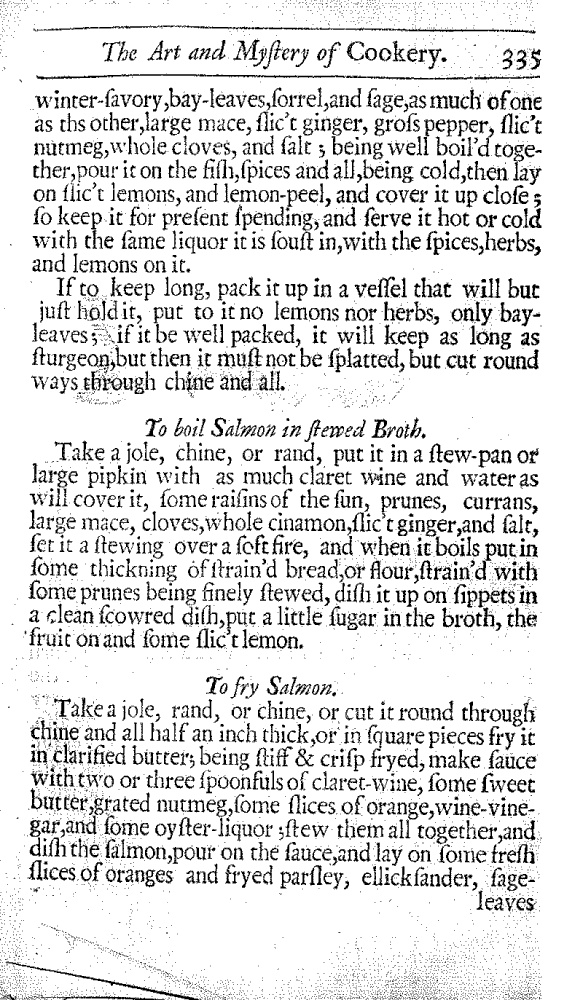 The Art and Myſtery of Cookery. 335
winter-ſavory,bay-leaves,ſorrel,and ſage,as much of one
as ths other,large mace, ſlic't ginger, groſs pepper, ſlic't
nutmeg,whole cloves, and ſalt ; being well boil'd toge-
ther,pour it on the fiſh,ſpices and all,being cold,then lay
on ſlic't lemons, and lemon-peel, and cover it up cloſe ;
ſo keep it for preſent ſpending, and ſerve it hot or cold
with the ſame liquor it is ſouſt in,with the ſpices,herbs,
and lemons on it.
If to keep long, pack it up in a veſſel that will but
juſt hold it, put to it no lemons nor herbs, only bay-
leaves; if it be well packed, it will keep as long as
ſturgeon,but then it muſt not be ſplatted, but cut round
ways through chine and all.
To boil Salmon in ſtewed Broth.
Take a jole, chine, or rand, put it in a ſtew-pan or
large pipkin with as much claret wine and water as
will cover it, ſome raiſins of the ſun, prunes, currans,
large mace, cloves,whole cinamon,ſlic't ginger,and ſalt,
ſet it a ſtewing over a ſoft fire, and when it boils put in
ſome thickning of ſtrain'd bread,or flour,ſtrain'd with
ſome prunes being finely ſtewed, diſh it up on ſippets in
a clean ſcowred diſh,put a little ſugar in the broth, the
fruit on and ſome ſlic't lemon.
To fry Salmon.
Take a jole, rand, or chine, or cut it round through
chine and all half an inch thick,or in ſquare pieces fry it
in clarified butter; being ſtiff & criſp fryed, make ſauce
with two or three ſpoonfuls of claret-wine, ſome ſweet
butter,grated nutmeg,ſome ſlices of orange,wine-vine-
gar,and ſome oyſter-liquor ;ſtew them all together,and
diſh the ſalmon,pour on the ſauce,and lay on ſome freſh
ſlices of oranges and fryed parſley, ellickſander, ſage-
leaves